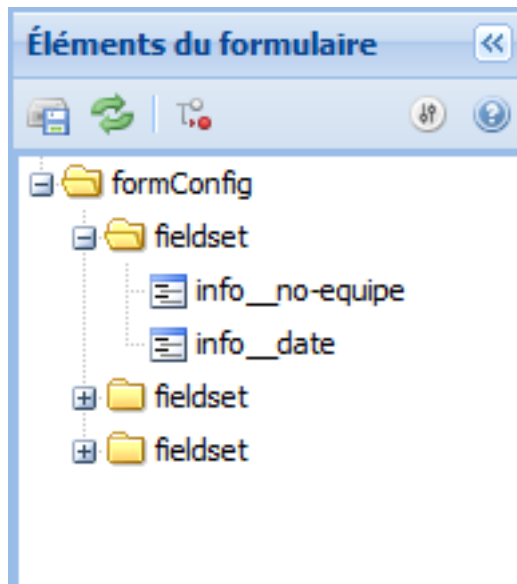 Éléments du formulaire
formConfig
fieldset
info__no-equipe
info__date
fieldset
fieldset